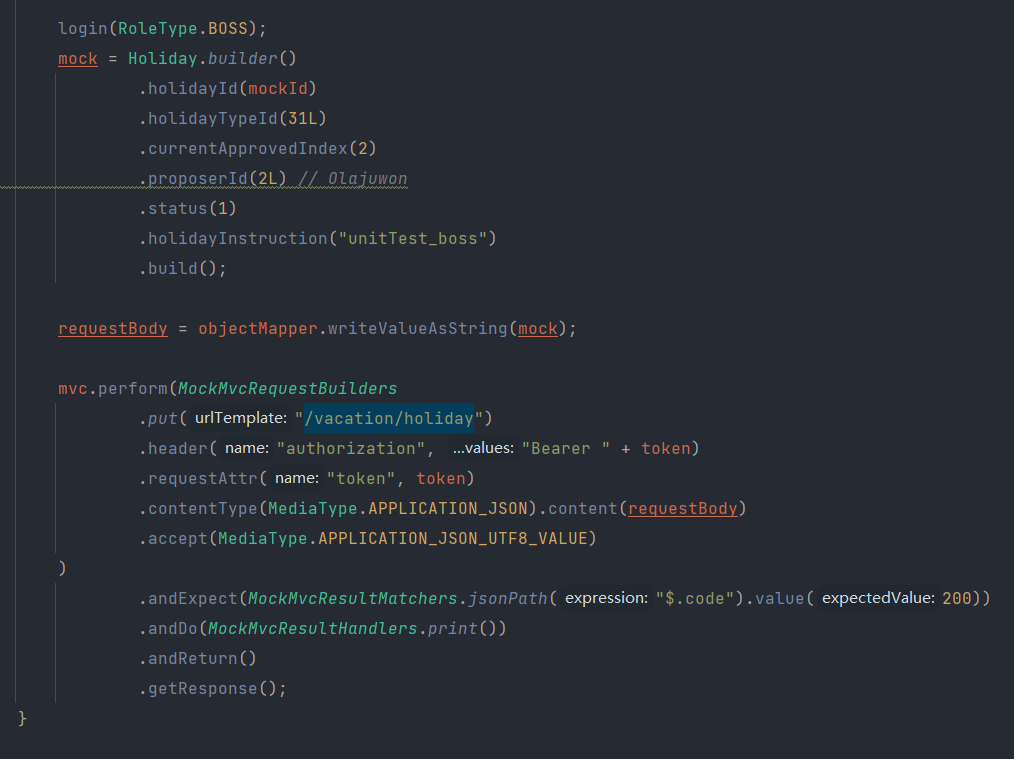 login(RoleType.BOSS);
mock = Holiday.builder()
.holidayId(mockId)
.holidayTypeId(31L)
.currentApprovedIndex(2)
.proposerId(2L) // Olajuwon
.status(1)
.holidayInstruction("unitTest_boss")
.build();
requestBody = objectMapper.writeValueAsString(mock);
mvc.perform(MockMvcRequestBuilders
.put( urlTemplate: "/vacation/holiday")
.header( name: "authorization", ...values: "Bearer " + token)
.requestAttr( name: "token", token)
.contentType(MediaType.APPLICATION_JSON).content(requestBody)
.accept(MediaType.APPLICATION_JSON_UTF8_VALUE)
)
.andExpect(MockMvcResultMatchers.jsonPath( expression: "$.code").value( expectedValue: 200))
.andDo(MockMvcResultHandlers.print())
.andReturn()
.getResponse();
}